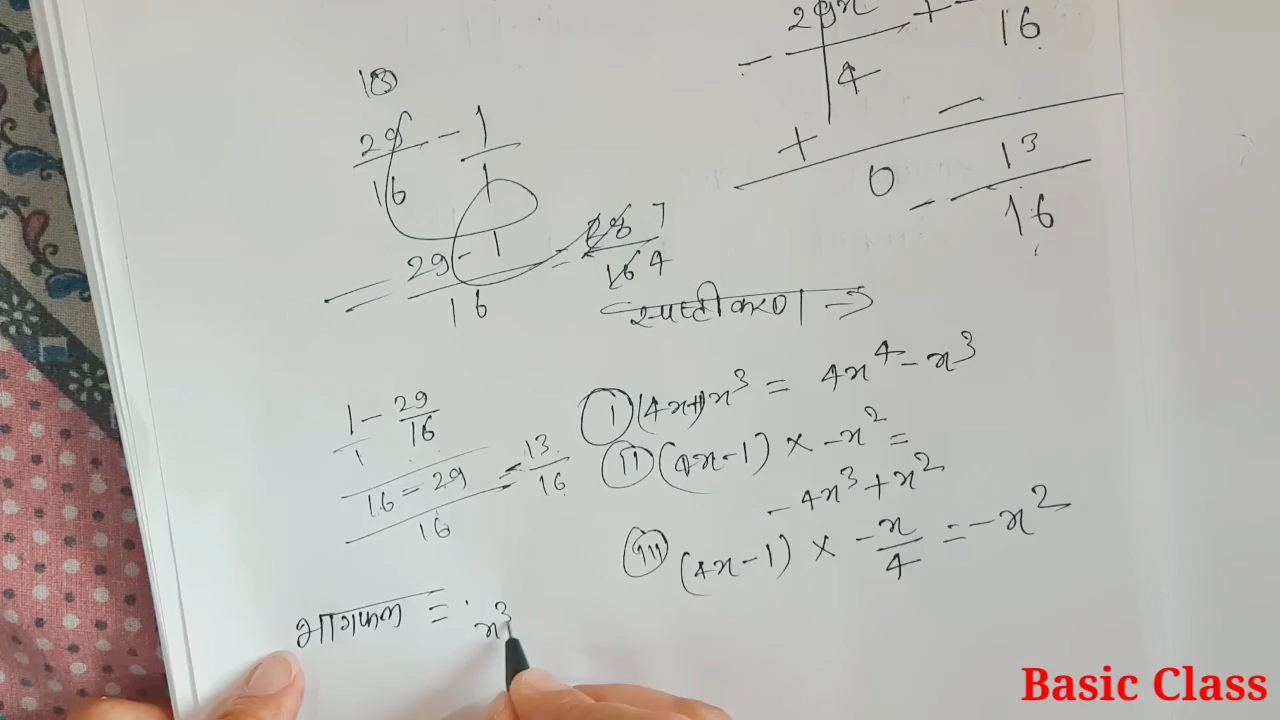 13
29/16 - 1/1
= 29 - 1/16 = 28/16 7/4
1/1 - 29/16
16 = 29/16 = 13/16
भागफल = x³
- 29x/4 + 16
+ -
0 - 13/16
स्पष्टीकरण →
(i) (4x+1)x³ = 4x⁴ - x³
(ii) (4x-1) × -x² =
-4x³ + x²
(iii) (4x-1) × -x/4 = -x²
Basic Class